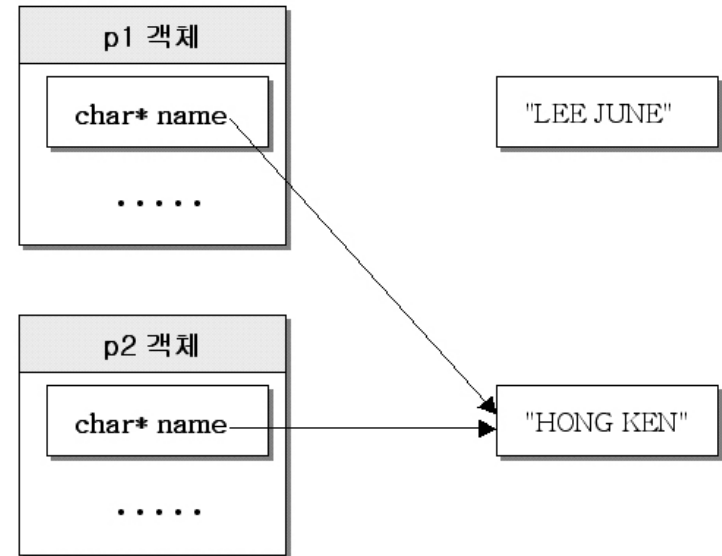 p1 객체
char* name
"LEE JUNE"
.....
p2 객체
char* name
"HONG KEN"
.....